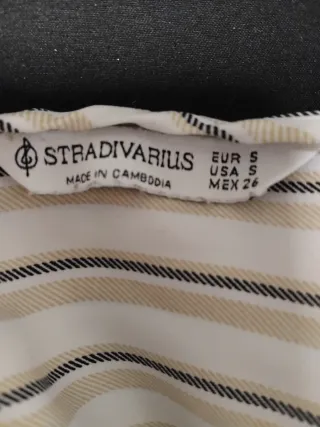 STRADIVARIUS
MADE IN CAMBODIA
EUR S
USA S
MEX 26